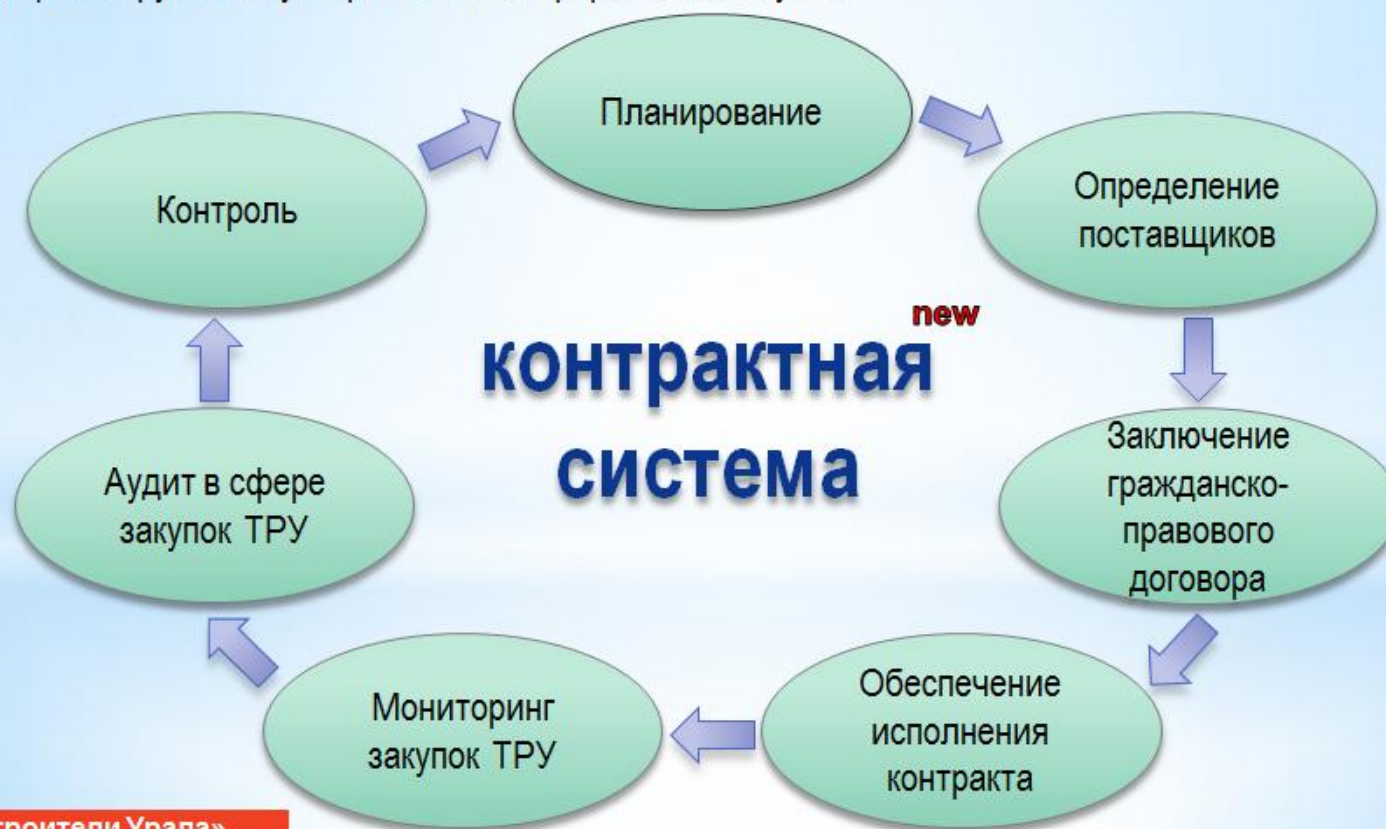 Планирование
Определение
поставщиков
Заключение
гражданско-
правового
договора
Обеспечение
исполнения
контракта
Мониторинг
закупок ТРУ
Аудит в сфере
закупок ТРУ
Контроль
new
контрактная
система
Урала»